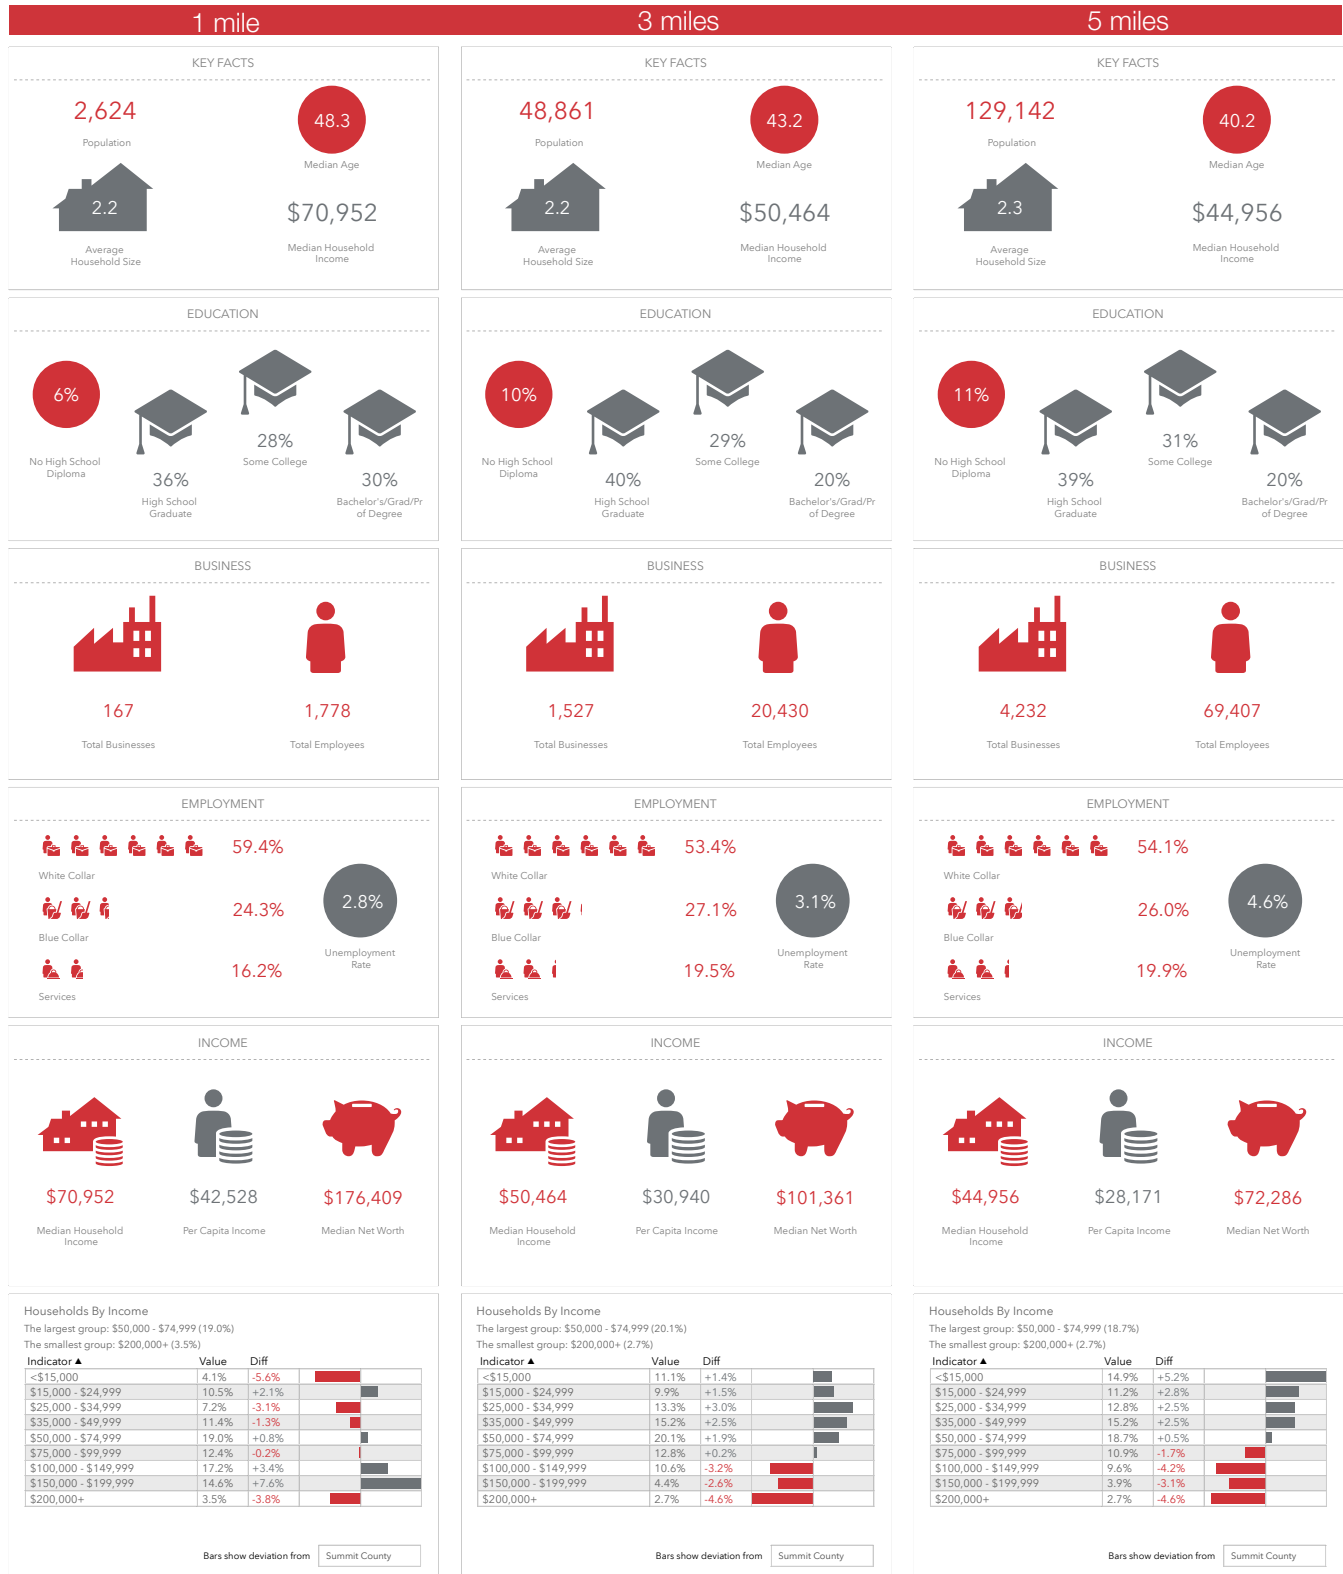 1 mile
KEY FACTS
2,624
Population
48.3
Median Age
2.2
Average
Household Size
$70,952
Median Household
Income
EDUCATION
6%
No High School
Diploma
36%
High School
Graduate
28%
Some College
30%
Bachelor's/Grad/Pr
of Degree
BUSINESS
167
Total Businesses
1,778
Total Employees
EMPLOYMENT
59.4%
White Collar
24.3%
Blue Collar
16.2%
Services
2.8%
Unemployment
Rate
INCOME
$70,952
Median Household
Income
$42,528
Per Capita Income
$176,409
Median Net Worth
Households By Income
The largest group: $50,000 - $74,999 (19.0%)
The smallest group: $200,000+ (3.5%)
Indicator ▲ Value Diff
<$15,000 4.1% -5.6%
$15,000 - $24,999 10.5% +2.1%
$25,000 - $34,999 7.2% -3.1%
$35,000 - $49,999 11.4% -1.3%
$50,000 - $74,999 19.0% +0.8%
$75,000 - $99,999 12.4% -0.2%
$100,000 - $149,999 17.2% +3.4%
$150,000 - $199,999 14.6% +7.6%
$200,000+ 3.5% -3.8%
Bars show deviation from Summit County
3 miles
KEY FACTS
48,861
Population
43.2
Median Age
2.2
Average
Household Size
$50,464
Median Household
Income
EDUCATION
10%
No High School
Diploma
40%
High School
Graduate
29%
Some College
20%
Bachelor's/Grad/Pr
of Degree
BUSINESS
1,527
Total Businesses
20,430
Total Employees
EMPLOYMENT
53.4%
White Collar
27.1%
Blue Collar
19.5%
Services
3.1%
Unemployment
Rate
INCOME
$50,464
Median Household
Income
$30,940
Per Capita Income
$101,361
Median Net Worth
Households By Income
The largest group: $50,000 - $74,999 (20.1%)
The smallest group: $200,000+ (2.7%)
Indicator ▲ Value Diff
<$15,000 11.1% +1.4%
$15,000 - $24,999 9.9% +1.5%
$25,000 - $34,999 13.3% +3.0%
$35,000 - $49,999 15.2% +2.5%
$50,000 - $74,999 20.1% +1.9%
$75,000 - $99,999 12.8% +0.2%
$100,000 - $149,999 10.6% -3.2%
$150,000 - $199,999 4.4% -2.6%
$200,000+ 2.7% -4.6%
Bars show deviation from Summit County
5 miles
KEY FACTS
129,142
Population
40.2
Median Age
2.3
Average
Household Size
$44,956
Median Household
Income
EDUCATION
11%
No High School
Diploma
39%
High School
Graduate
31%
Some College
20%
Bachelor's/Grad/Pr
of Degree
BUSINESS
4,232
Total Businesses
69,407
Total Employees
EMPLOYMENT
54.1%
White Collar
26.0%
Blue Collar
19.9%
Services
4.6%
Unemployment
Rate
INCOME
$44,956
Median Household
Income
$28,171
Per Capita Income
$72,286
Median Net Worth
Households By Income
The largest group: $50,000 - $74,999 (18.7%)
The smallest group: $200,000+ (2.7%)
Indicator ▲ Value Diff
<$15,000 14.9% +5.2%
$15,000 - $24,999 11.2% +2.8%
$25,000 - $34,999 12.8% +2.5%
$35,000 - $49,999 15.2% +2.5%
$50,000 - $74,999 18.7% +0.5%
$75,000 - $99,999 10.9% -1.7%
$100,000 - $149,999 9.6% -4.2%
$150,000 - $199,999 3.9% -3.1%
$200,000+ 2.7% -4.6%
Bars show deviation from Summit County